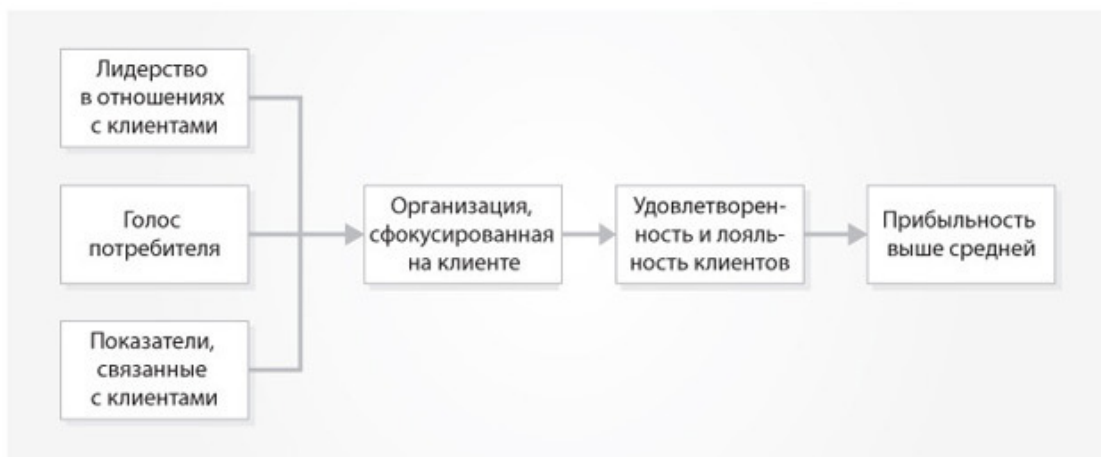 Лидерство
в отношениях
с клиентами
Голос
потребителя
Показатели,
связанные
с клиентами
Организация,
сфокусированная
на клиенте
Удовлетворен-
ность и лояль-
ность клиентов
Прибыльность
выше средней